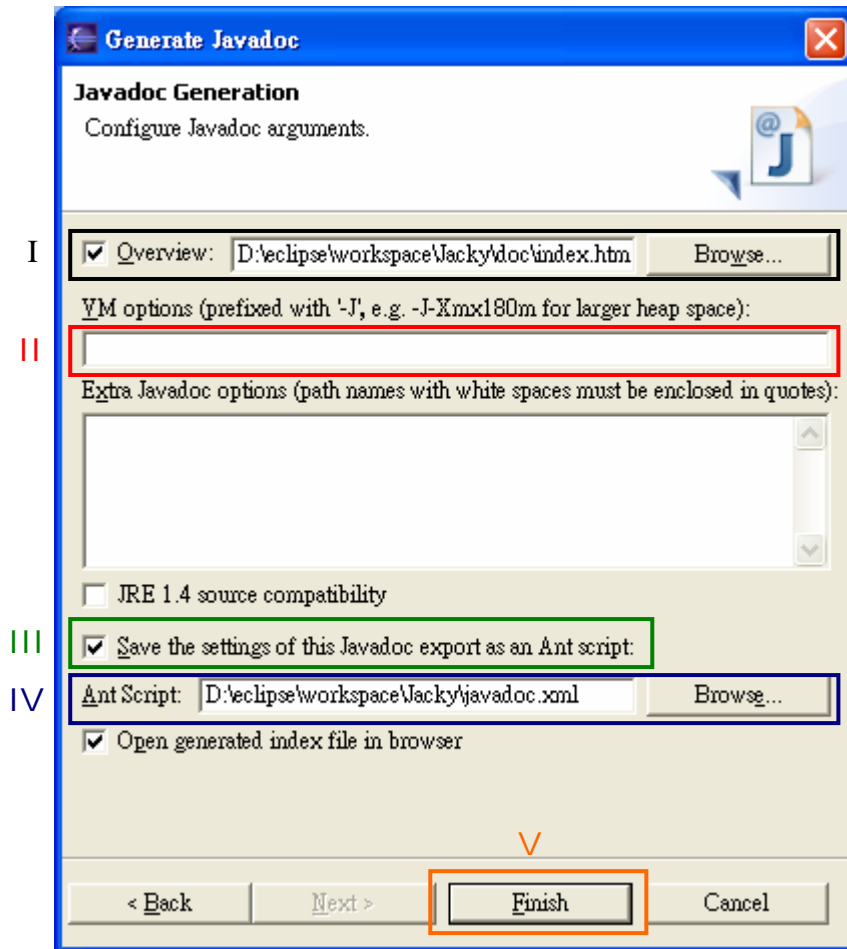 Generate Javadoc
Javadoc Generation
Configure Javadoc arguments.
@
J
I
Overview: D:\eclipse\workspace\Jacky\doc\index.htm Browse...
VM options (prefixed with '-J', e.g. -J-Xmx180m for larger heap space):
II
Extra Javadoc options (path names with white spaces must be enclosed in quotes):
JRE 1.4 source compatibility
III Save the settings of this Javadoc export as an Ant script:
IV Ant Script: D:\eclipse\workspace\Jacky\javadoc.xml Browse...
Open generated index file in browser
V
< Back Next > Finish Cancel